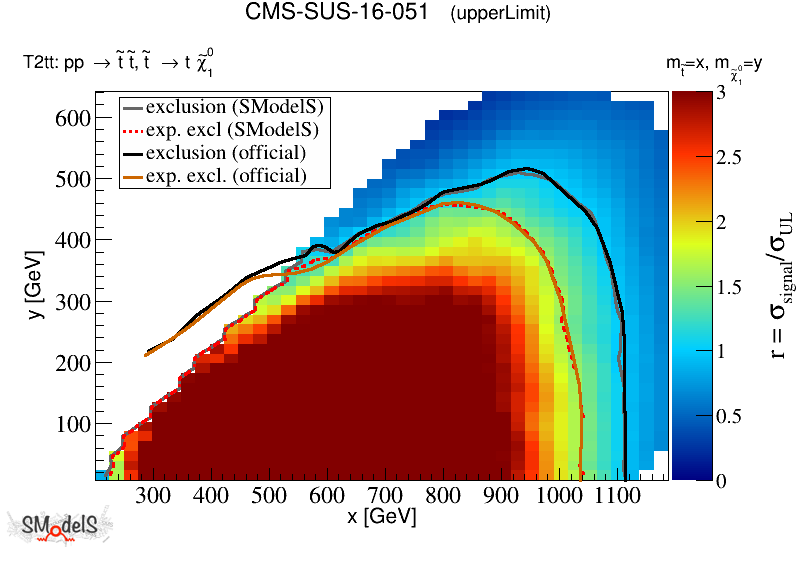 CMS-SUS-16-051 (upperLimit)
T2tt: pp → t̃ t̃, t̃ → t χ̃₁⁰
m_t̃=x, m_χ̃₁⁰=y
exclusion (SModelS)
exp. excl (SModelS)
exclusion (official)
exp. excl. (official)
600
500
400
300
200
100
y [GeV]
300 400 500 600 700 800 900 1000 1100
x [GeV]
3
2.5
2
1.5
1
0.5
0
r = σ_signal/σ_UL
SModelS